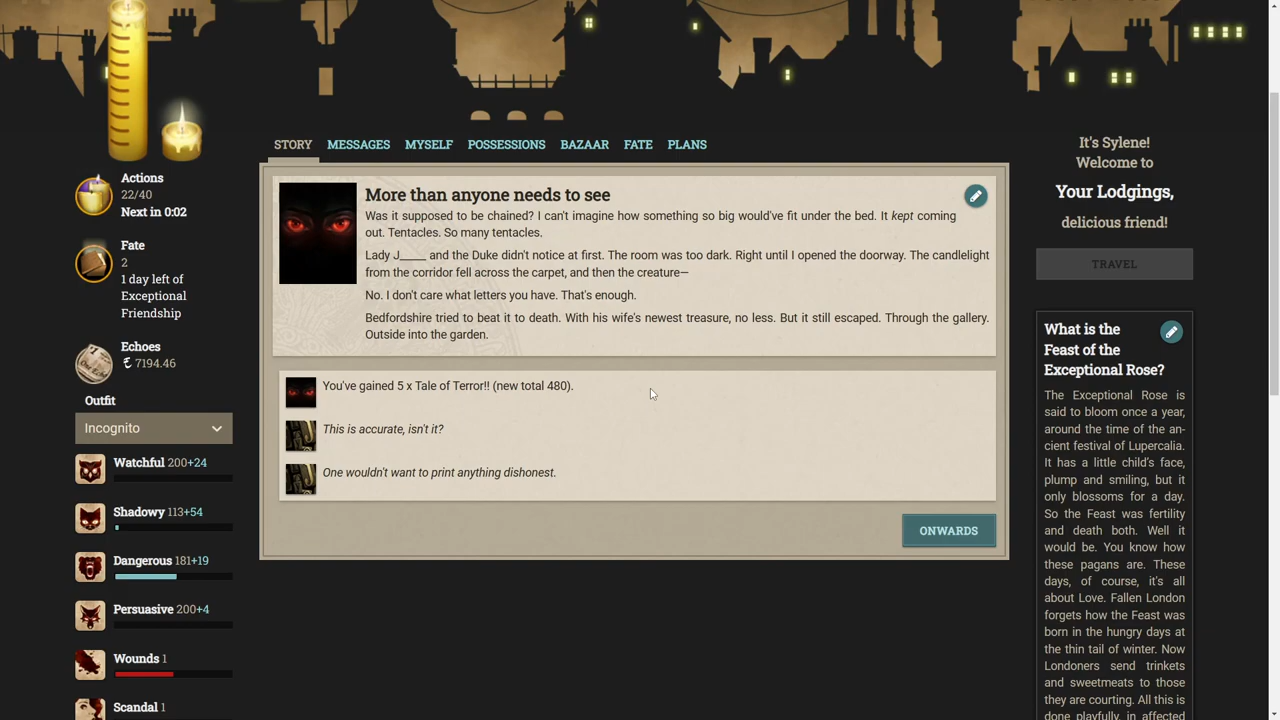 STORY MESSAGES MYSELF POSSESSIONS BAZAAR FATE PLANS
Actions
22/40
Next in 0:02
Fate
2
1 day left of
Exceptional
Friendship
Echoes
7194.46
Outfit
Incognito
Watchful 200+24
Shadowy 113+54
Dangerous 181+19
Persuasive 200+4
Wounds 1
Scandal 1
More than anyone needs to see
Was it supposed to be chained? I can't imagine how something so big would've fit under the bed. It kept coming
out. Tentacles. So many tentacles.
Lady J____ and the Duke didn't notice at first. The room was too dark. Right until I opened the doorway. The candlelight
from the corridor fell across the carpet, and then the creature—
No. I don't care what letters you have. That's enough.
Bedfordshire tried to beat it to death. With his wife's newest treasure, no less. But it still escaped. Through the gallery.
Outside into the garden.
You've gained 5 x Tale of Terror!! (new total 480).
This is accurate, isn't it?
One wouldn't want to print anything dishonest.
ONWARDS
It's Sylene!
Welcome to
Your Lodgings,
delicious friend!
TRAVEL
What is the
Feast of the
Exceptional Rose?
The Exceptional Rose is
said to bloom once a year,
around the time of the an-
cient festival of Lupercalia.
It has a little child's face,
plump and smiling, but it
only blossoms for a day.
So the Feast was fertility
and death both. Well it
would be. You know how
these pagans are. These
days, of course, it's all
about Love. Fallen London
forgets how the Feast was
born in the hungry days at
the thin tail of winter. Now
Londoners send trinkets
and sweetmeats to those
they are courting. All this is
done playfully, in affected